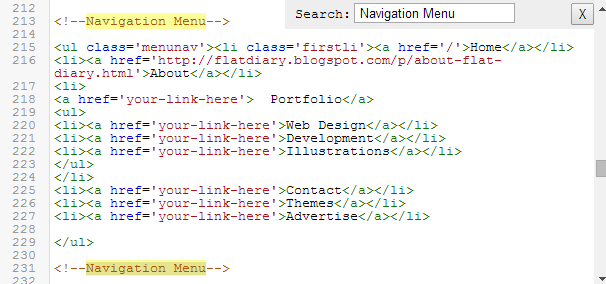 212
Search: Navigation Menu X
213 <!--Navigation Menu-->
214
215 <ul class='menunav'><li class='firstli'><a href='/'>Home</a></li>
216 <li><a href='http://flatdiary.blogspot.com/p/about-flat-
diary.html'>About</a></li>
217 <li>
218 <a href='your-link-here'>  Portfolio</a>
219 <ul>
220 <li><a href='your-link-here'>Web Design</a></li>
221 <li><a href='your-link-here'>Development</a></li>
222 <li><a href='your-link-here'>Illustrations</a></li>
223 </ul>
224 </li>
225 <li><a href='your-link-here'>Contact</a></li>
226 <li><a href='your-link-here'>Themes</a></li>
227 <li><a href='your-link-here'>Advertise</a></li>
228
229 </ul>
230
231 <!--Navigation Menu-->
232